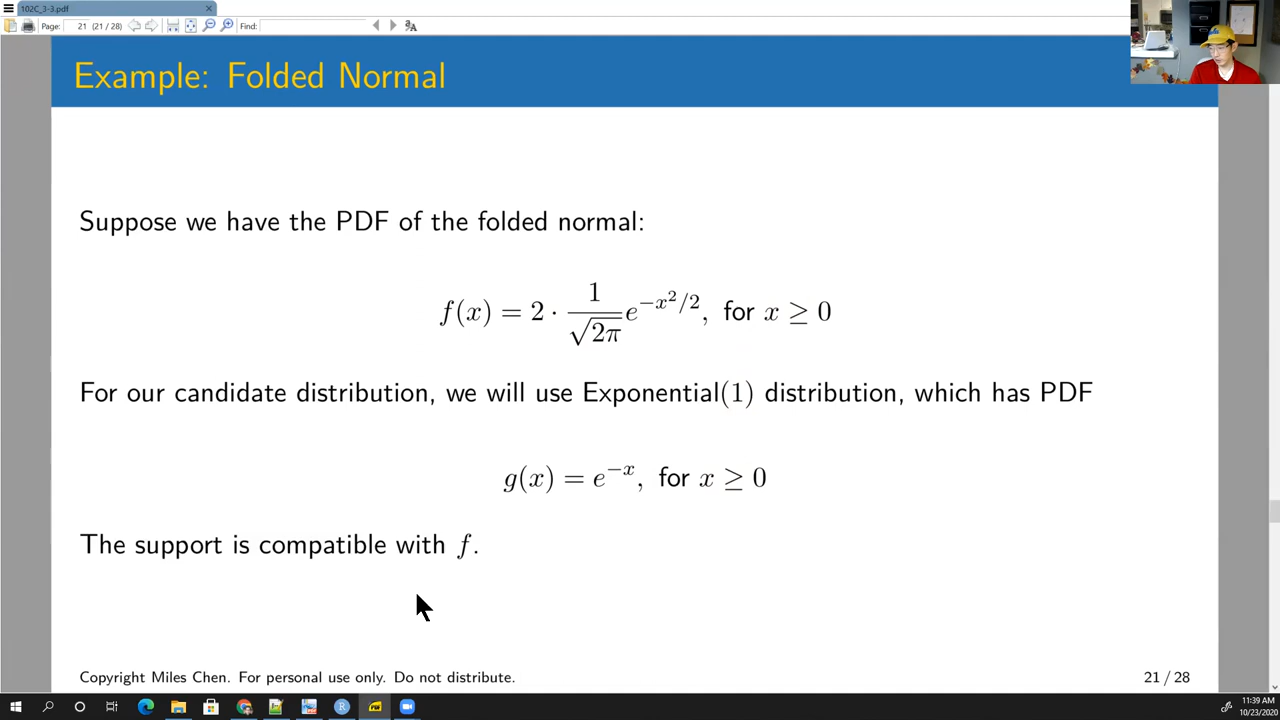 102C_3-3.pdf
Page: 21 (21 / 28) Find:
Example: Folded Normal
Suppose we have the PDF of the folded normal:
f(x) = 2 · 1/√2π e^{−x²/2}, for x ≥ 0
For our candidate distribution, we will use Exponential(1) distribution, which has PDF
g(x) = e^{−x}, for x ≥ 0
The support is compatible with f.
Copyright Miles Chen. For personal use only. Do not distribute. 21 / 28
11:39 AM
10/23/2020